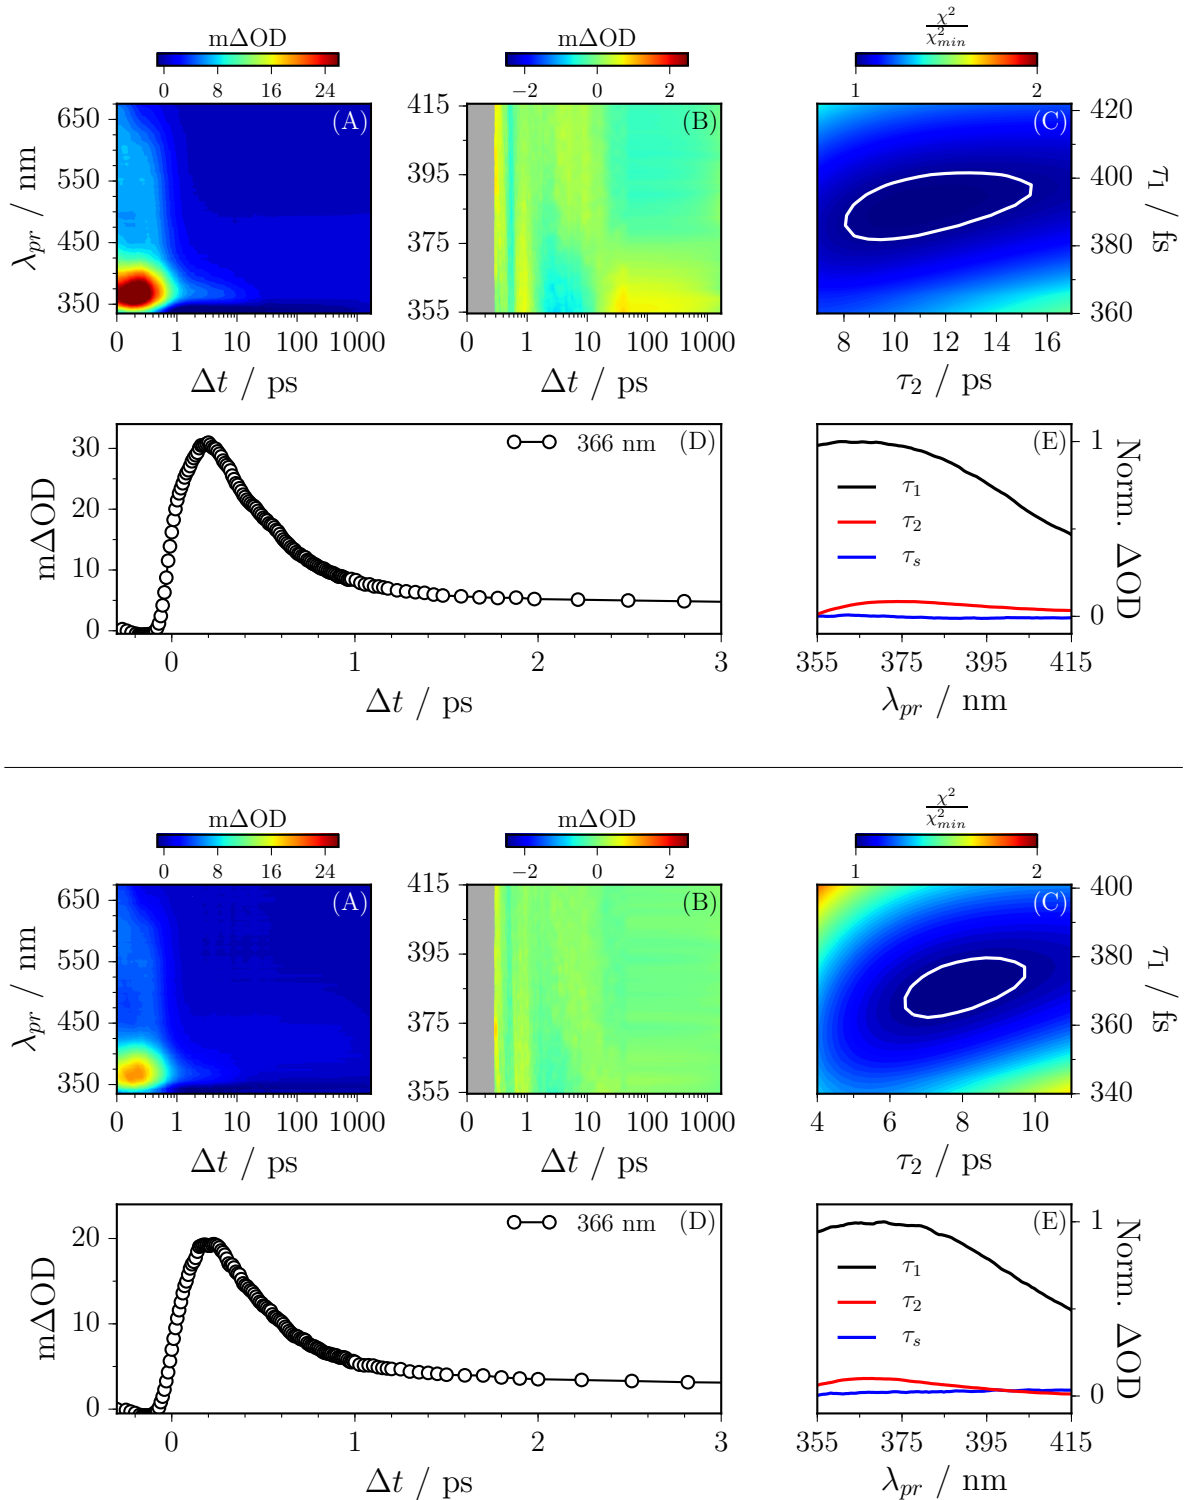 mΔOD
0 8 16 24
(A)
650
550
450
350
λpr / nm
0 1 10 100 1000
Δt / ps
mΔOD
−2 0 2
(B)
415
395
375
355
0 1 10 100 1000
Δt / ps
χ²
χ²min
1 2
(C)
420
400
380
360
τ1 / fs
8 10 12 14 16
τ2 / ps
30
20
10
0
mΔOD
366 nm (D)
0 1 2 3
Δt / ps
(E)
τ1
τ2
τs
1
0
Norm. ΔOD
355 375 395 415
λpr / nm
mΔOD
0 8 16 24
(A)
650
550
450
350
λpr / nm
0 1 10 100 1000
Δt / ps
mΔOD
−2 0 2
(B)
415
395
375
355
0 1 10 100 1000
Δt / ps
χ²
χ²min
1 2
(C)
400
380
360
340
τ1 / fs
4 6 8 10
τ2 / ps
20
10
0
mΔOD
366 nm (D)
0 1 2 3
Δt / ps
(E)
τ1
τ2
τs
1
0
Norm. ΔOD
355 375 395 415
λpr / nm